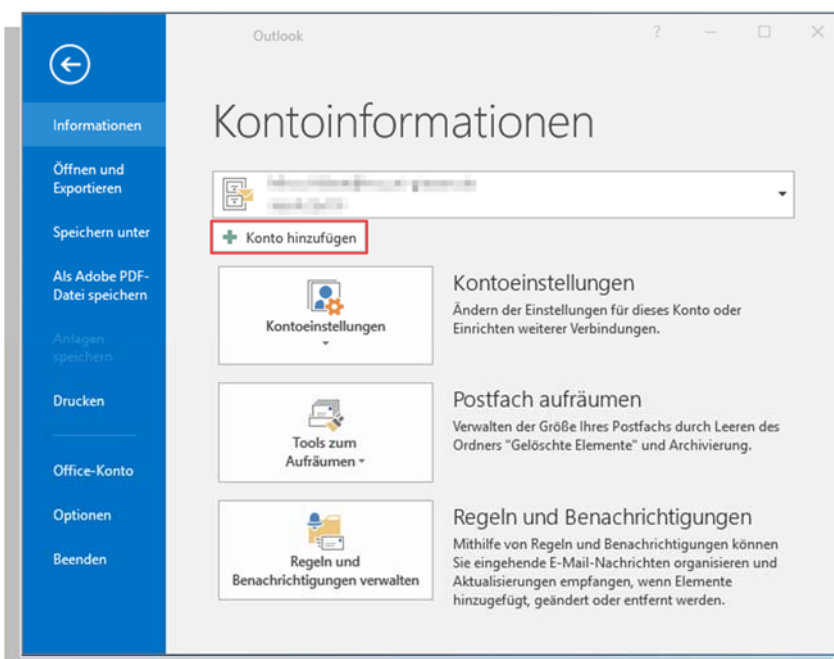 Outlook
?
Informationen
Öffnen und
Exportieren
Speichern unter
Als Adobe PDF-
Datei speichern
Anlagen
speichern
Drucken
Office-Konto
Optionen
Beenden
Kontoinformationen
Konto hinzufügen
Kontoeinstellungen
Kontoeinstellungen
Ändern der Einstellungen für dieses Konto oder
Einrichten weiterer Verbindungen.
Tools zum
Aufräumen
Postfach aufräumen
Verwalten der Größe Ihres Postfachs durch Leeren des
Ordners "Gelöschte Elemente" und Archivierung.
Regeln und
Benachrichtigungen verwalten
Regeln und Benachrichtigungen
Mithilfe von Regeln und Benachrichtigungen können
Sie eingehende E-Mail-Nachrichten organisieren und
Aktualisierungen empfangen, wenn Elemente
hinzugefügt, geändert oder entfernt werden.